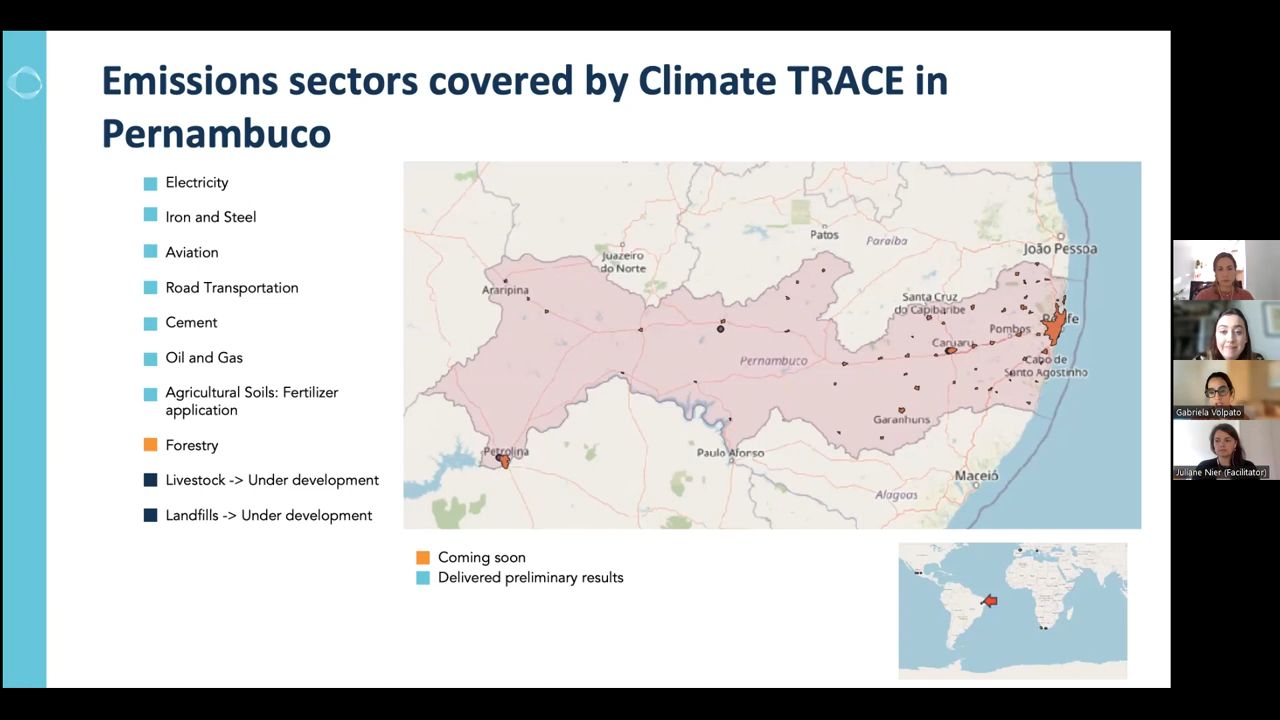 Emissions sectors covered by Climate TRACE in
Pernambuco
Electricity
Iron and Steel
Aviation
Road Transportation
Cement
Oil and Gas
Agricultural Soils: Fertilizer
application
Forestry
Livestock -> Under development
Landfills -> Under development
Patos
Paraíba
João Pessoa
Juazeiro
do Norte
Araripina
Santa Cruz
do Capibaribe
Pombos
Caruaru
Pernambuco
Cabo de
Santo Agostinho
Garanhuns
Petrolina
Paulo Afonso
Maceió
Alagoas
Coming soon
Delivered preliminary results
Gabriela Volpato
Juliane Nier (Facilitator)